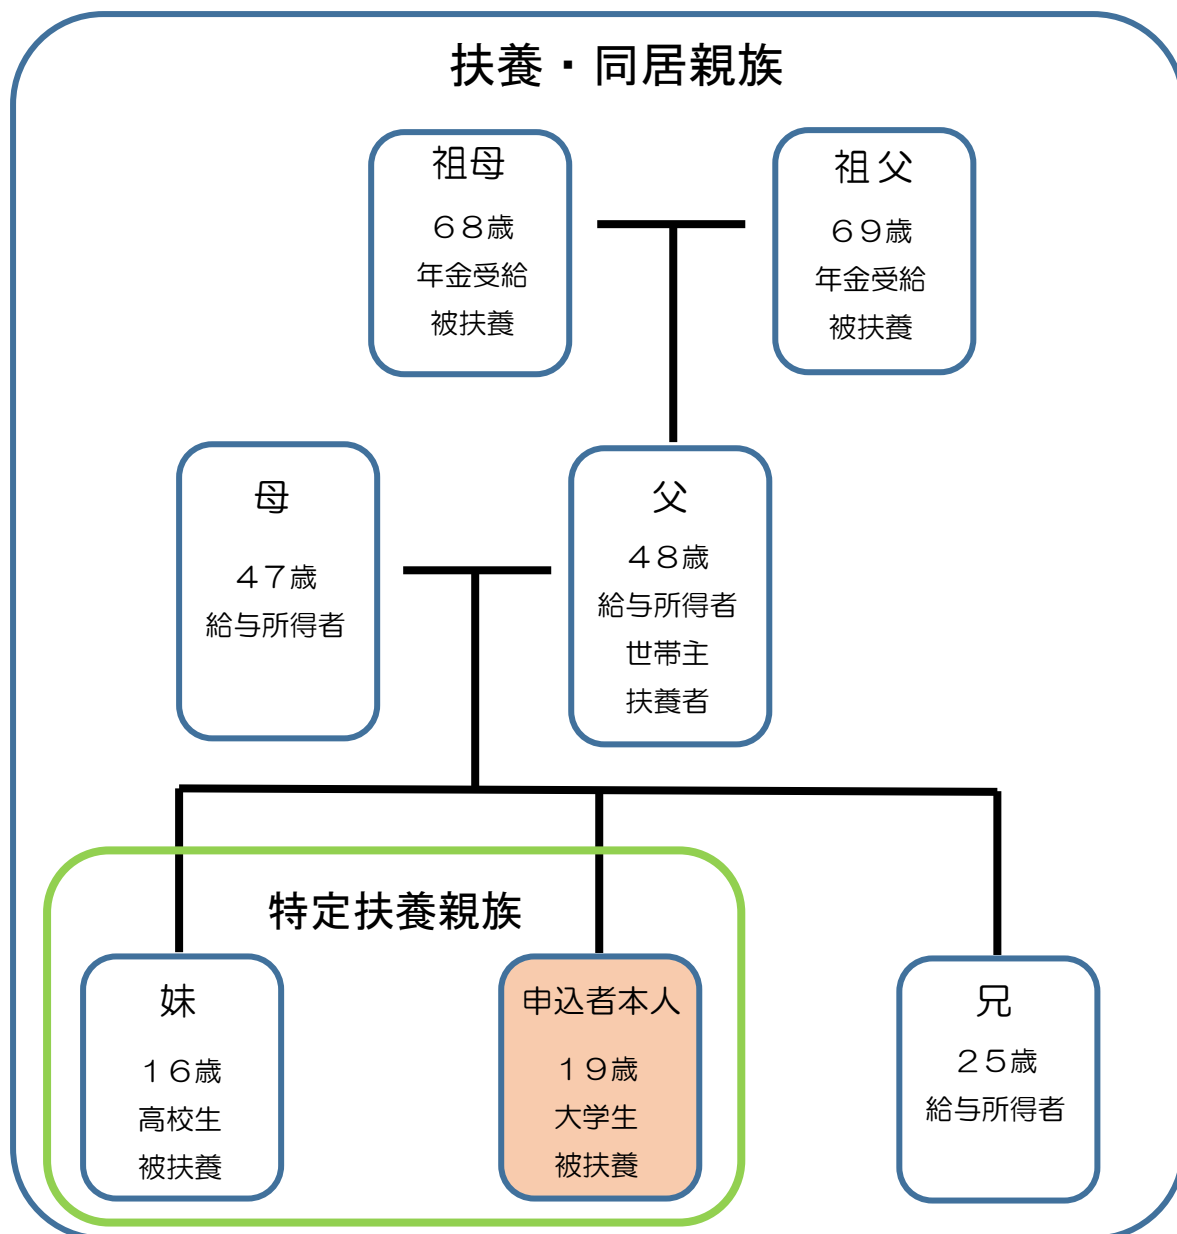 扶養・同居親族
祖母
68歳
年金受給
被扶養
祖父
69歳
年金受給
被扶養
母
47歳
給与所得者
父
48歳
給与所得者
世帯主
扶養者
特定扶養親族
妹
16歳
高校生
被扶養
申込者本人
19歳
大学生
被扶養
兄
25歳
給与所得者